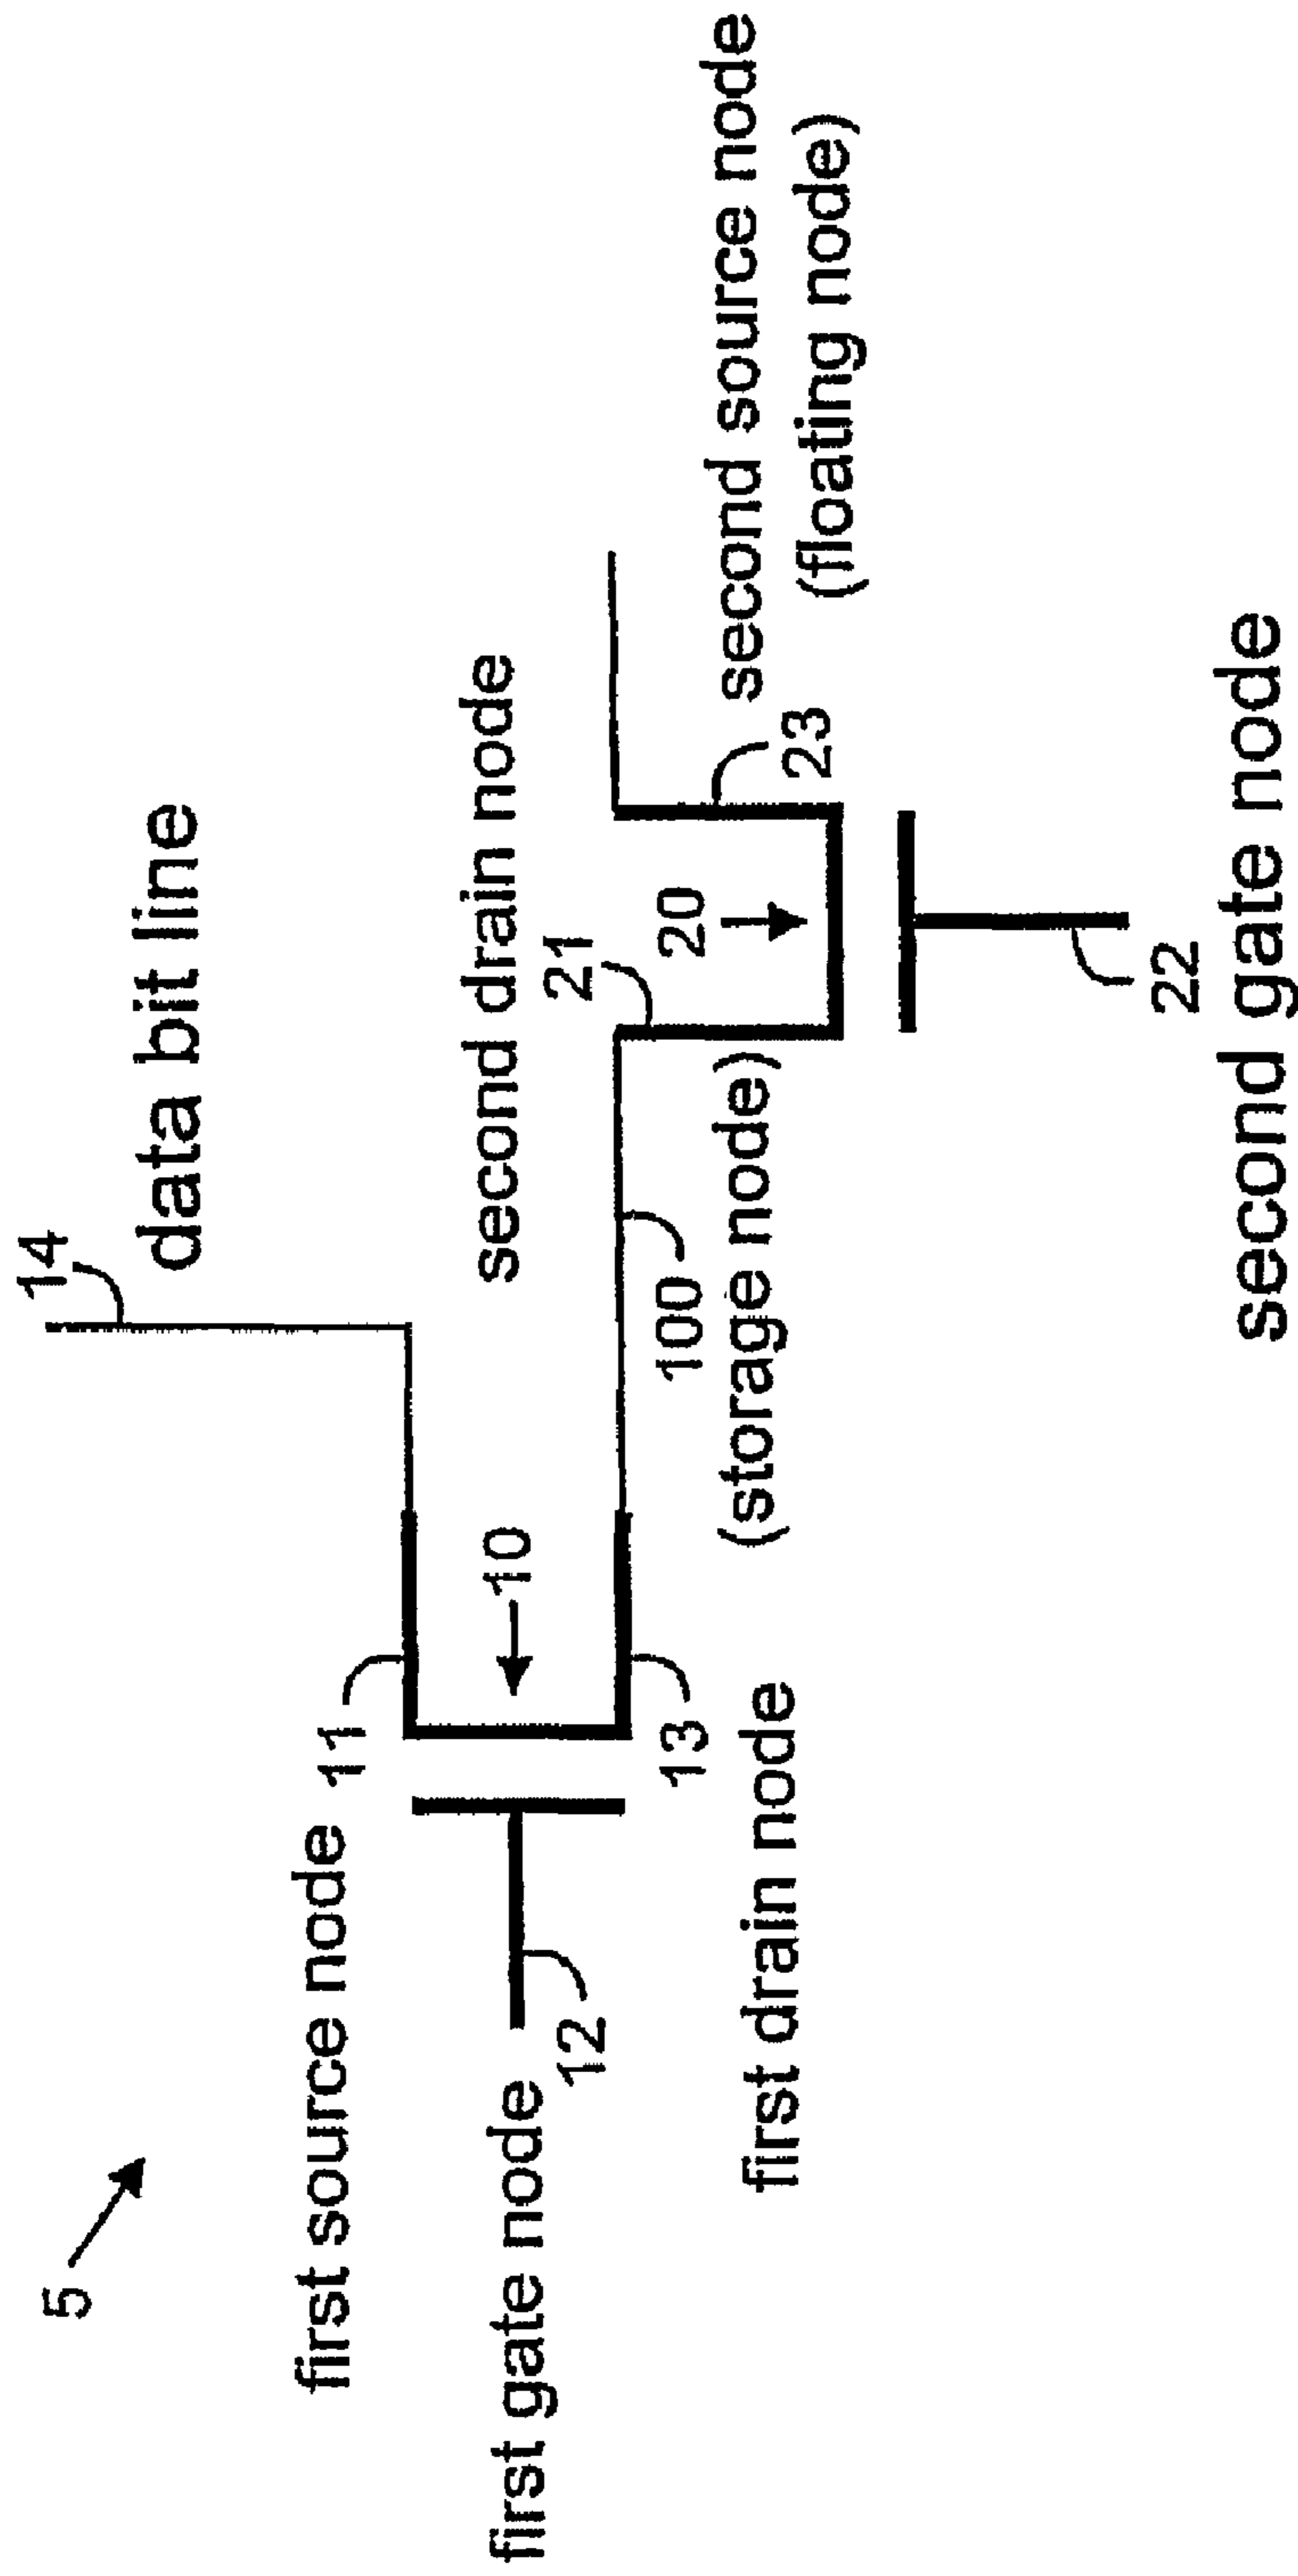 5
14
data bit line
first source node
11
second drain node
first gate node
12
10
21
20
100
13
first drain node
(storage node)
second source node
(floating node)
23
22
second gate node